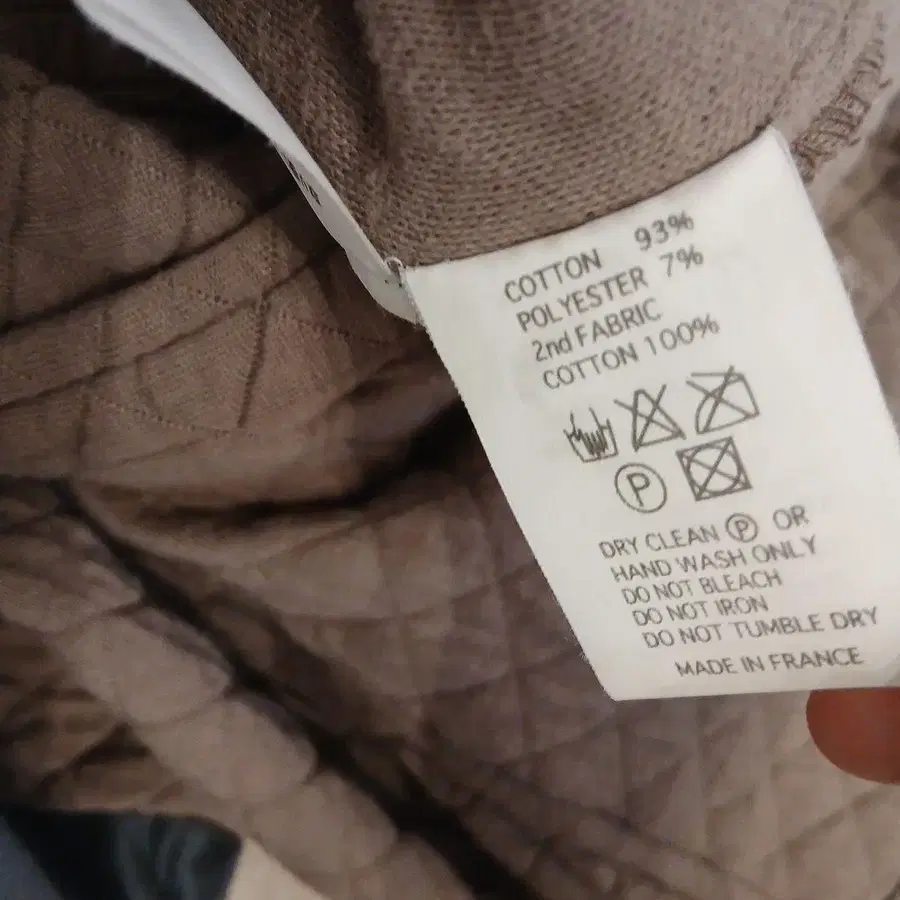 COTTON 93%
POLYESTER 7%
2nd FABRIC
COTTON 100%
P
DRY CLEAN P OR
HAND WASH ONLY
DO NOT BLEACH
DO NOT IRON
DO NOT TUMBLE DRY
MADE IN FRANCE